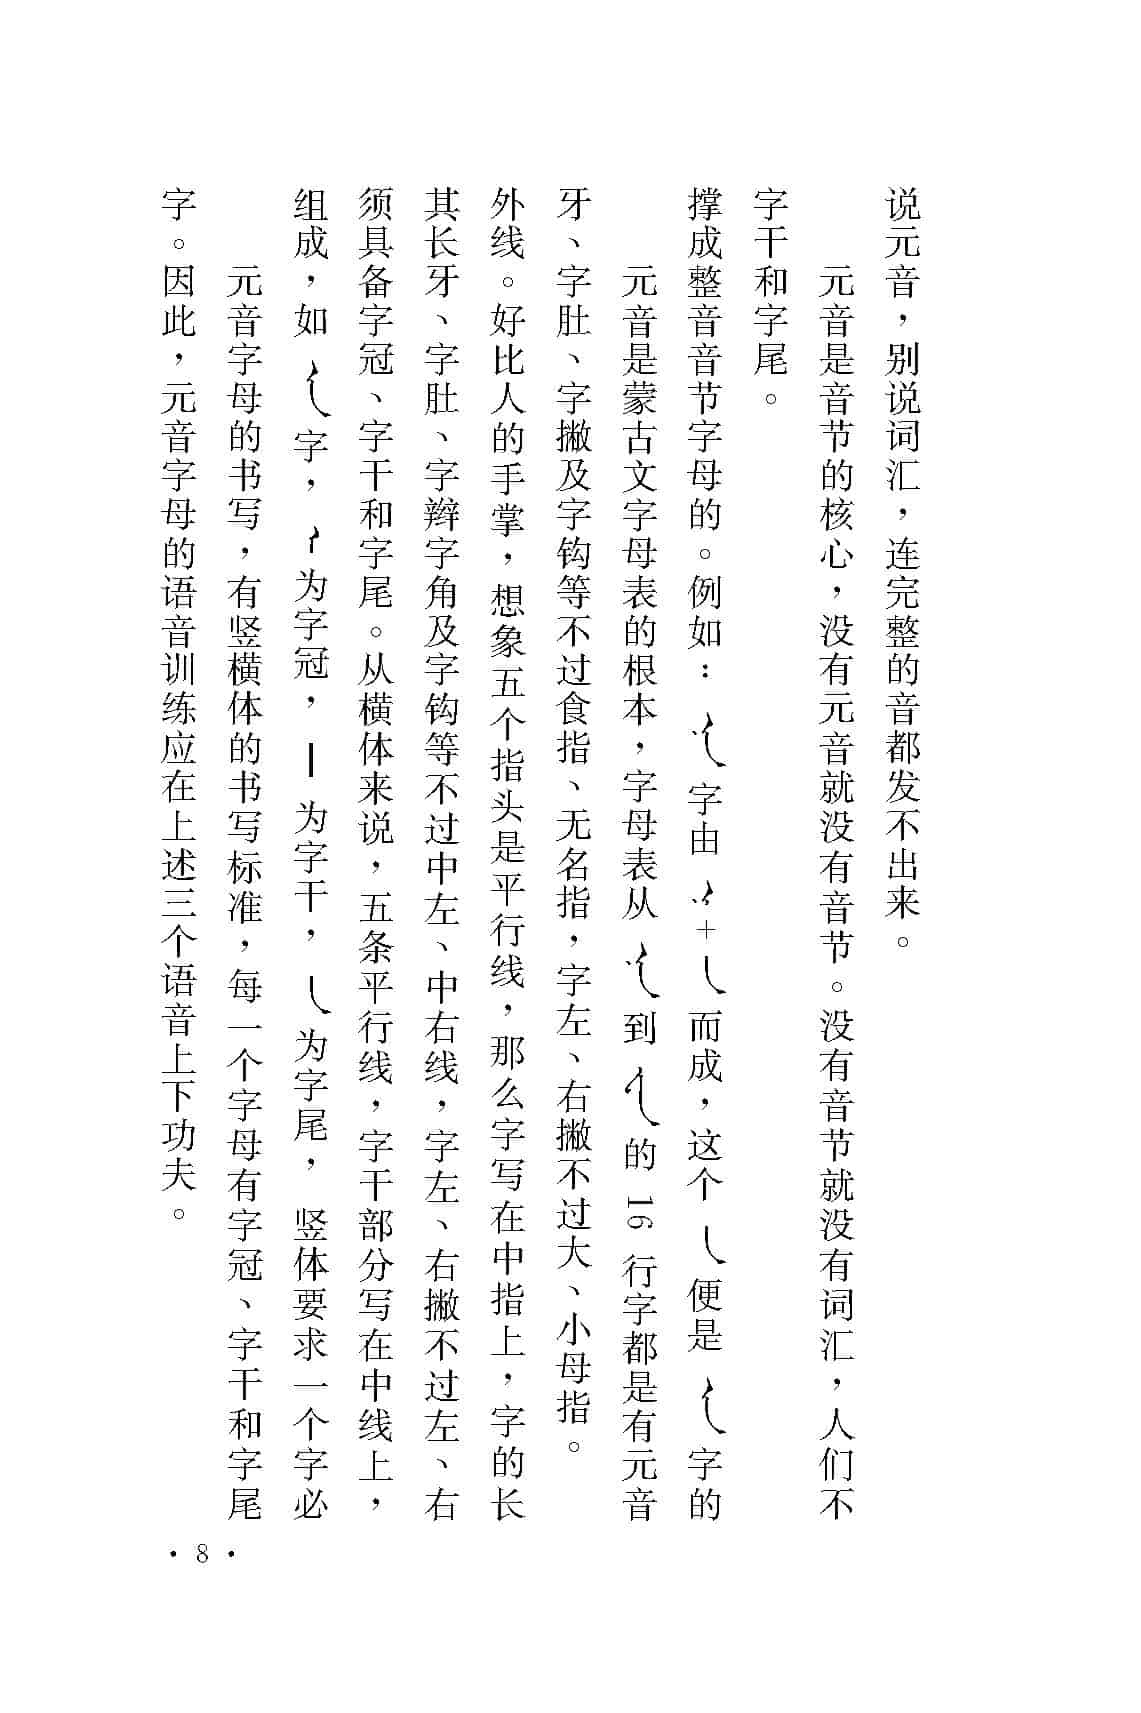 字。因此，元音字母的语音训练应在上述三个语音上下功夫。
元音字母的书写，有竖横体的书写标准，每一个字母有字冠、字干和字尾
组成，如 ᠠ 字， 为字冠， 为字干， 为字尾， 竖体要求一个字必
须具备字冠、字干和字尾。从横体来说，五条平行线，字干部分写在中线上，
其长牙、字肚、字辫字角及字钩等不过中左、中右线，字左、右撇不过左、右
外线。好比人的手掌，想象五个指头是平行线，那么字写在中指上，字的长
牙、字肚、字撇及字钩等不过食指、无名指，字左、右撇不过大、小母指。
元音是蒙古文字母表的根本，字母表从 ᠨᠠ 到 的 16 行字都是有元音
撑成整音音节字母的。例如： ᠨᠠ 字由 + 而成，这个 便是 ᠠ 字的
字干和字尾。
元音是音节的核心，没有元音就没有音节。没有音节就没有词汇，人们不
说元音，别说词汇，连完整的音都发不出来。
· 8 ·